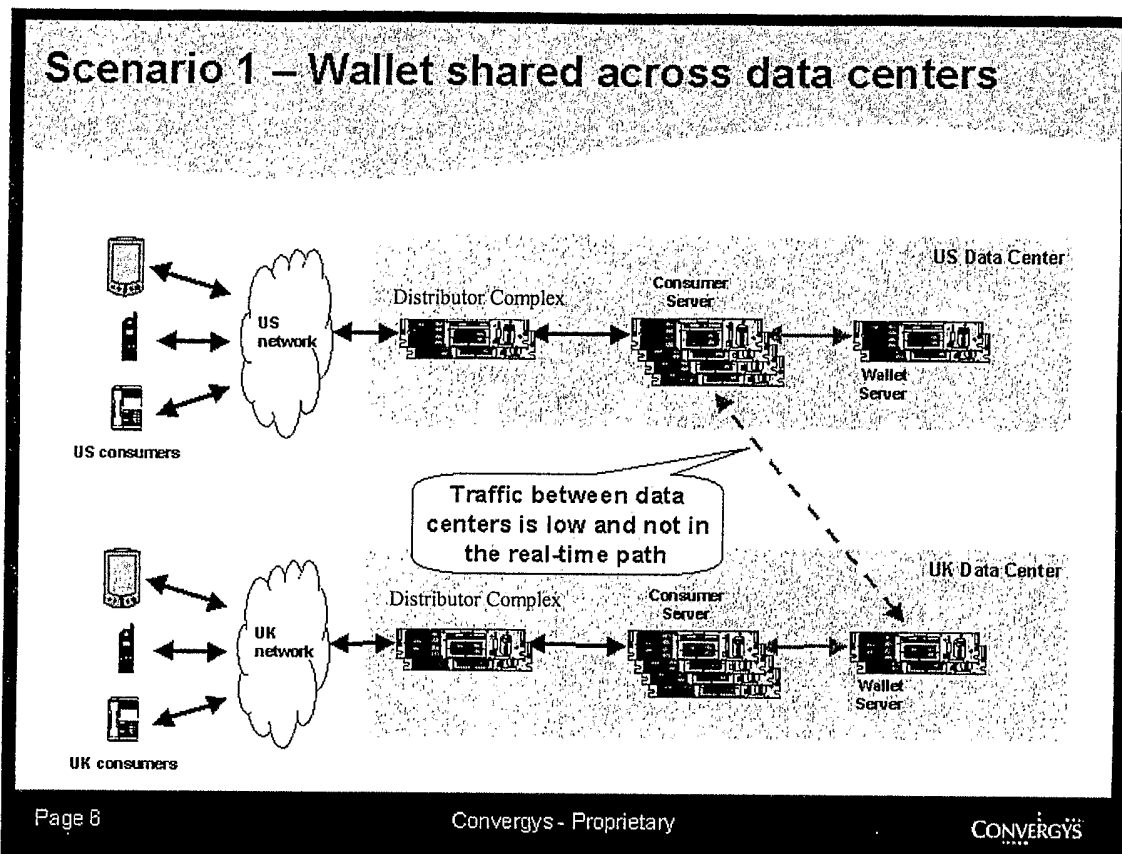 Scenario 1 – Wallet shared across data centers
US Data Center
Consumer
Server
Distributor Complex
US
network
Wallet
Server
US consumers
Traffic between data
centers is low and not in
the real-time path
UK Data Center
Consumer
Server
Distributor Complex
UK
network
Wallet
Server
UK consumers
Page 6
Convergys - Proprietary
CONVERGYS